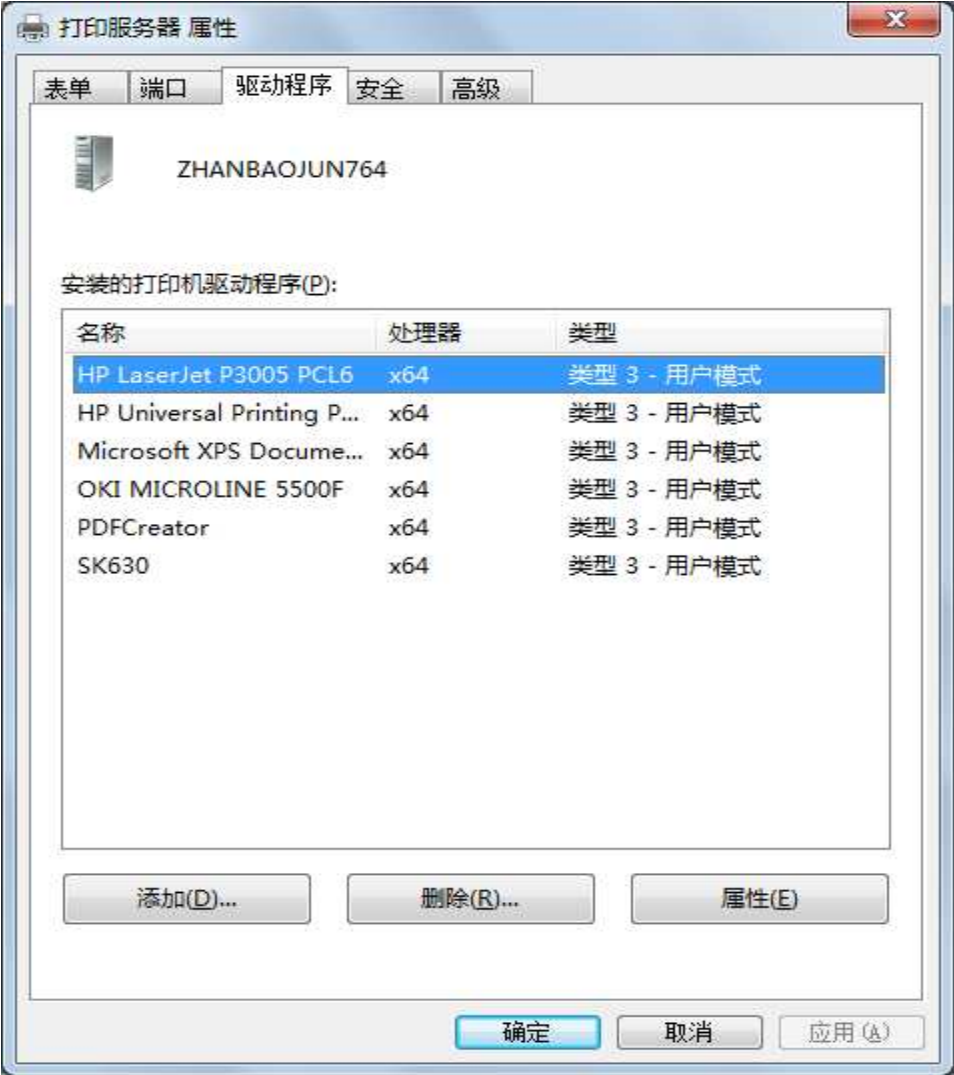 打印服务器 属性
表单 端口 驱动程序 安全 高级
ZHANBAOJUN764
安装的打印机驱动程序(P):
名称 处理器 类型
HP LaserJet P3005 PCL6 x64 类型 3 - 用户模式
HP Universal Printing P... x64 类型 3 - 用户模式
Microsoft XPS Docume... x64 类型 3 - 用户模式
OKI MICROLINE 5500F x64 类型 3 - 用户模式
PDFCreator x64 类型 3 - 用户模式
SK630 x64 类型 3 - 用户模式
添加(D)... 删除(R)... 属性(E)
确定 取消 应用(A)